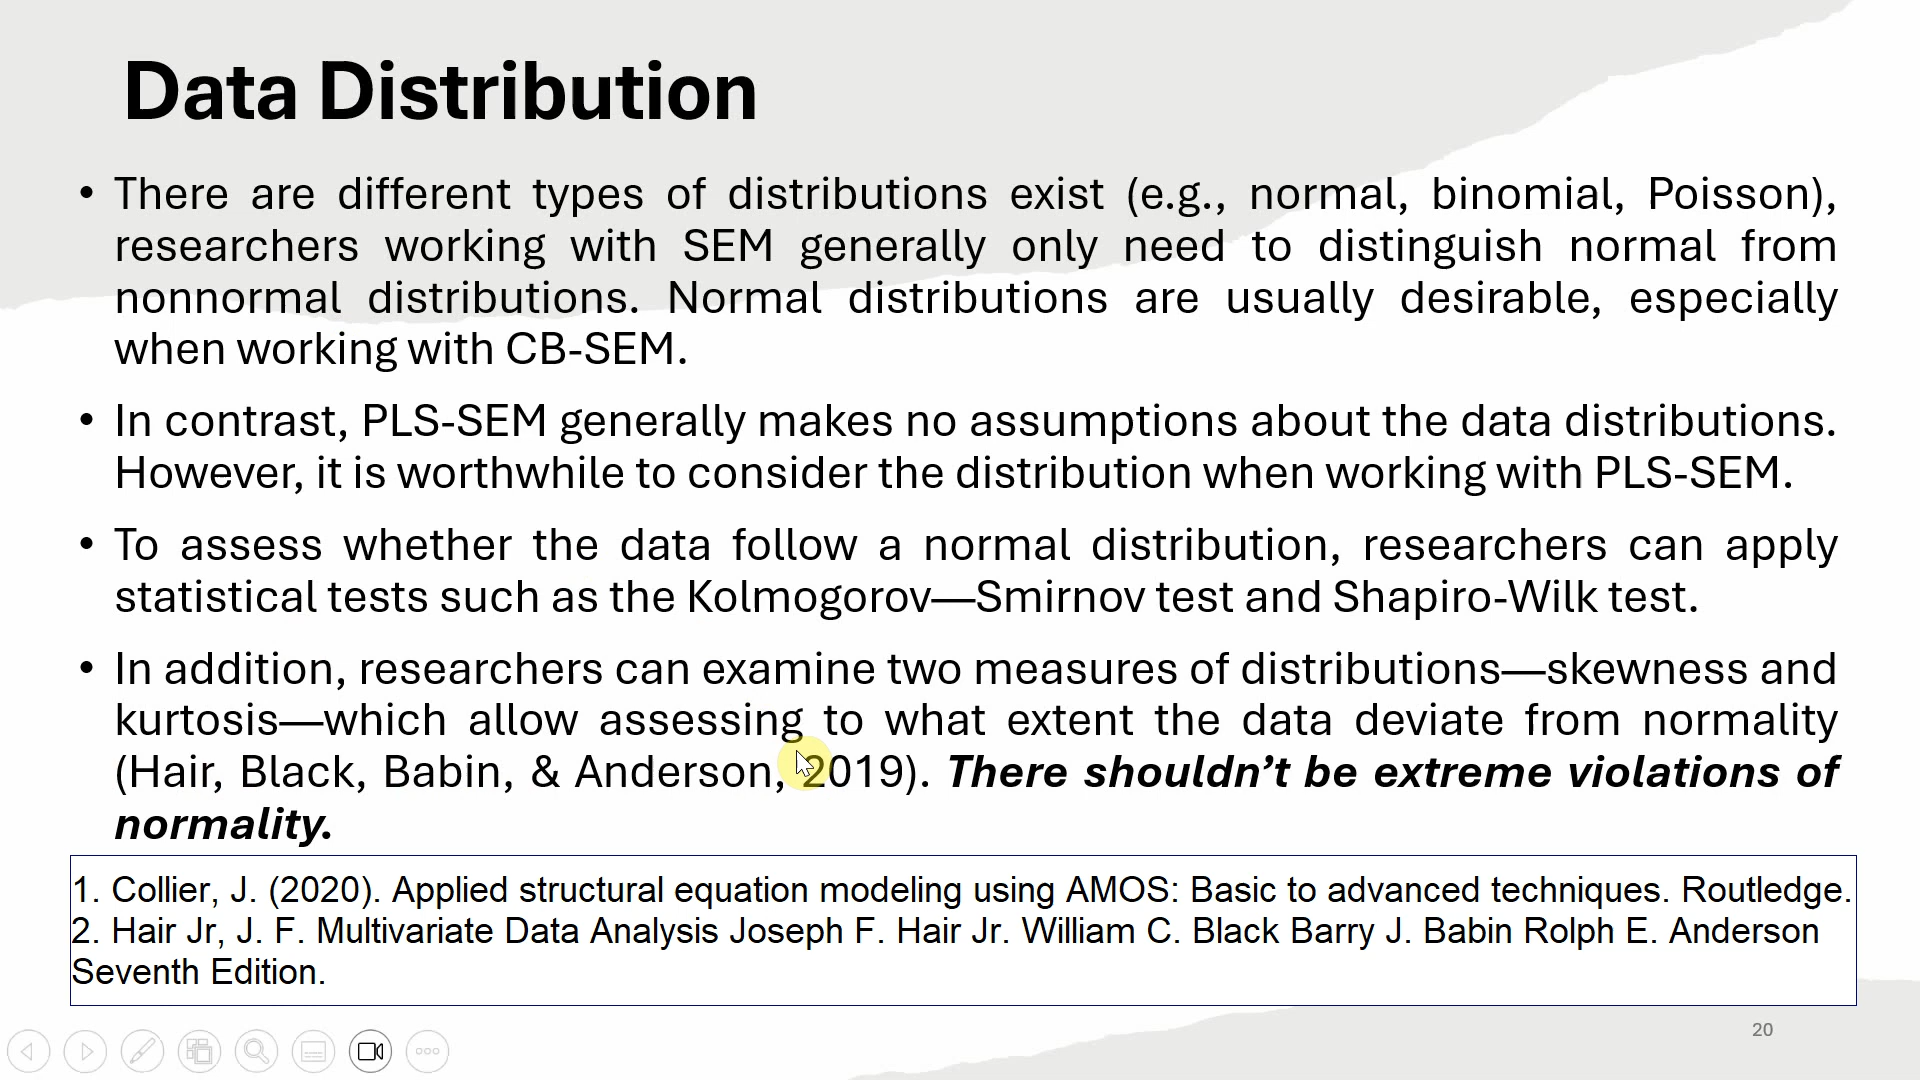 Data Distribution
• There are different types of distributions exist (e.g., normal, binomial, Poisson),
researchers working with SEM generally only need to distinguish normal from
nonnormal distributions. Normal distributions are usually desirable, especially
when working with CB-SEM.
• In contrast, PLS-SEM generally makes no assumptions about the data distributions.
However, it is worthwhile to consider the distribution when working with PLS-SEM.
• To assess whether the data follow a normal distribution, researchers can apply
statistical tests such as the Kolmogorov—Smirnov test and Shapiro-Wilk test.
• In addition, researchers can examine two measures of distributions—skewness and
kurtosis—which allow assessing to what extent the data deviate from normality
(Hair, Black, Babin, & Anderson, 2019). There shouldn’t be extreme violations of
normality.
1. Collier, J. (2020). Applied structural equation modeling using AMOS: Basic to advanced techniques. Routledge.
2. Hair Jr, J. F. Multivariate Data Analysis Joseph F. Hair Jr. William C. Black Barry J. Babin Rolph E. Anderson
Seventh Edition.
20